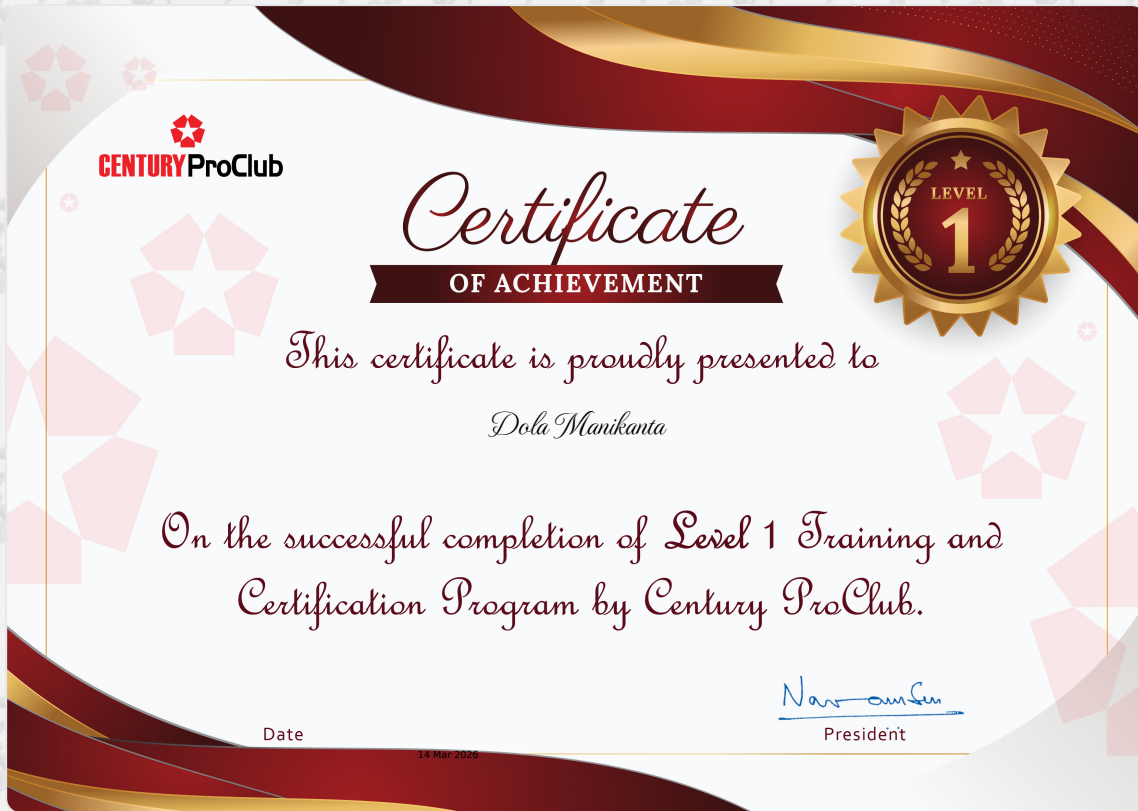 CENTURY ProClub
LEVEL
1
Certificate
OF ACHIEVEMENT
This certificate is proudly presented to
Dola Manikanta
On the successful completion of Level 1 Training and
Certification Program by Century ProClub.
Date
President
14 Mar 2026